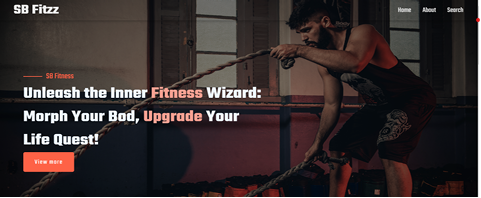 SB Fitzz
Home About Search
SB Fitness
Unleash the Inner Fitness Wizard:
Morph Your Bod, Upgrade Your
Life Quest!
View more